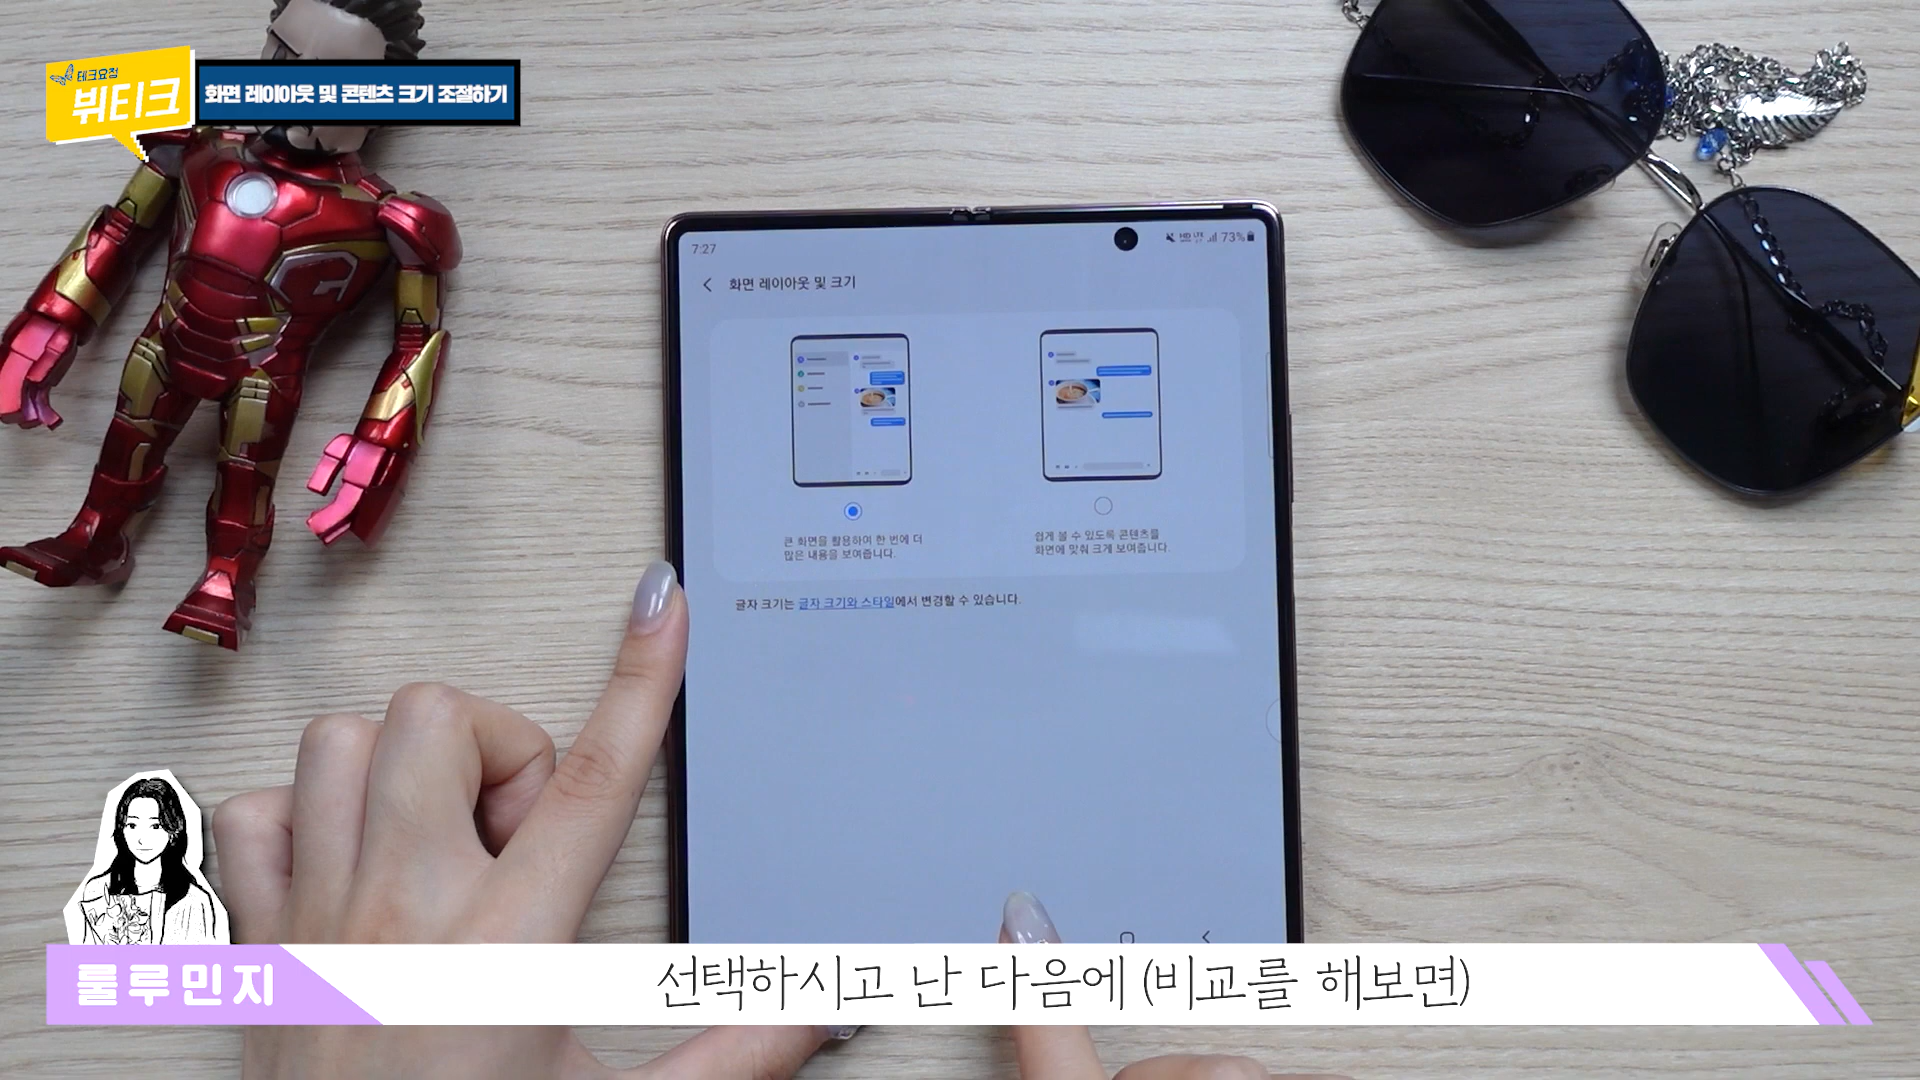 테크요정
뷰티크
화면 레이아웃 및 콘텐츠 크기 조절하기
7:27
73%
화면 레이아웃 및 크기
큰 화면을 활용하여 한 번에 더
많은 내용을 보여줍니다.
쉽게 볼 수 있도록 콘텐츠를
화면에 맞춰 크게 보여줍니다.
글자 크기는 글자 크기와 스타일에서 변경할 수 있습니다.
룰루민지
선택하시고 난 다음에 (비교를 해보면)